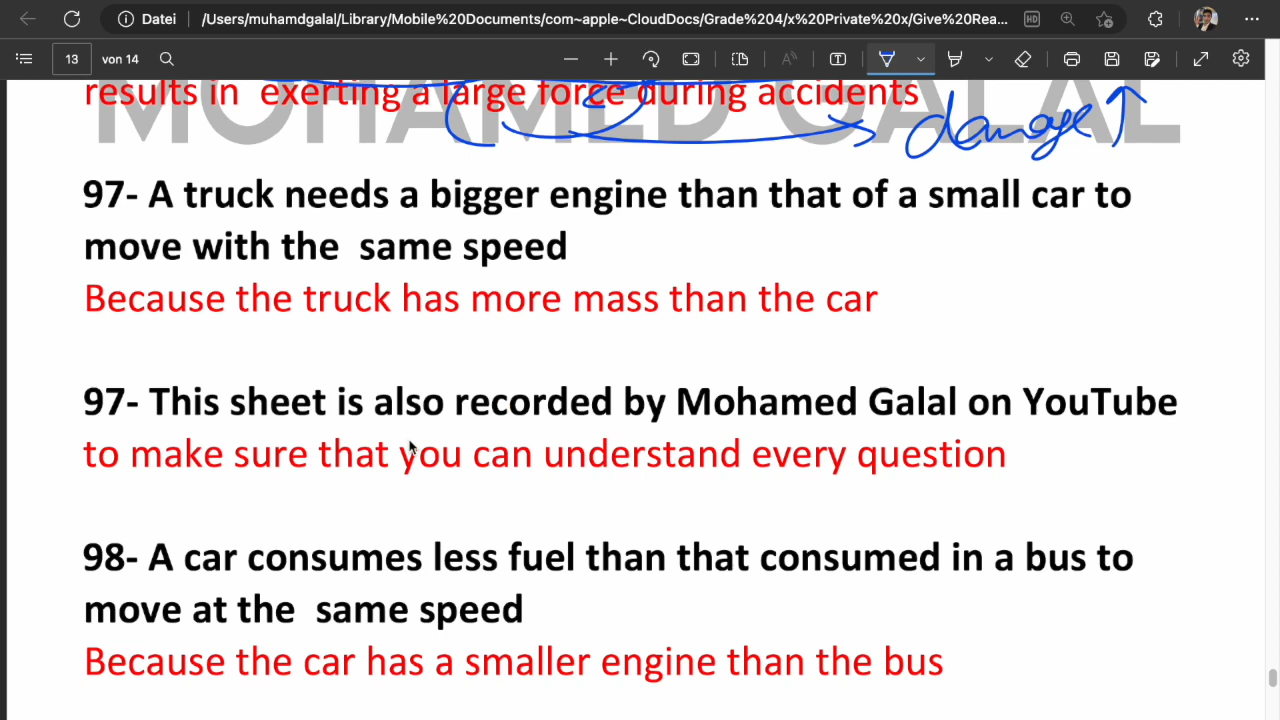 Datei
/Users/muhamdgalal/Library/Mobile%20Documents/com~apple~CloudDocs/Grade%204/x%20Private%20x/Give%20Rea...
HD
13 von 14
results in exerting a large force during accidents
MOHAMED GALAL
damage
97- A truck needs a bigger engine than that of a small car to
move with the same speed
Because the truck has more mass than the car
97- This sheet is also recorded by Mohamed Galal on YouTube
to make sure that you can understand every question
98- A car consumes less fuel than that consumed in a bus to
move at the same speed
Because the car has a smaller engine than the bus